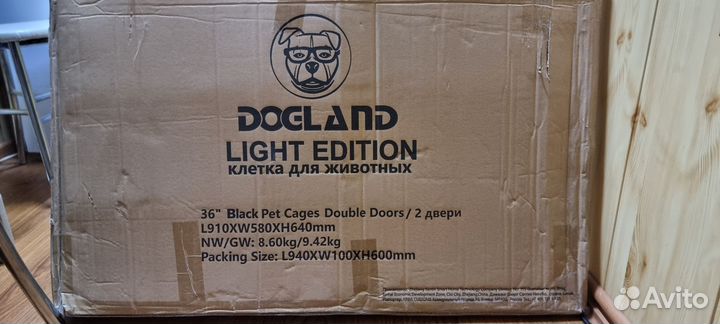 DOGLAND
LIGHT EDITION
клетка для животных
36" Black Pet Cages Double Doors / 2 двери
L910XW580XH640mm
NW/GW: 8.60kg/9.42kg
Packing Size: L940XW100XH600mm
Avito